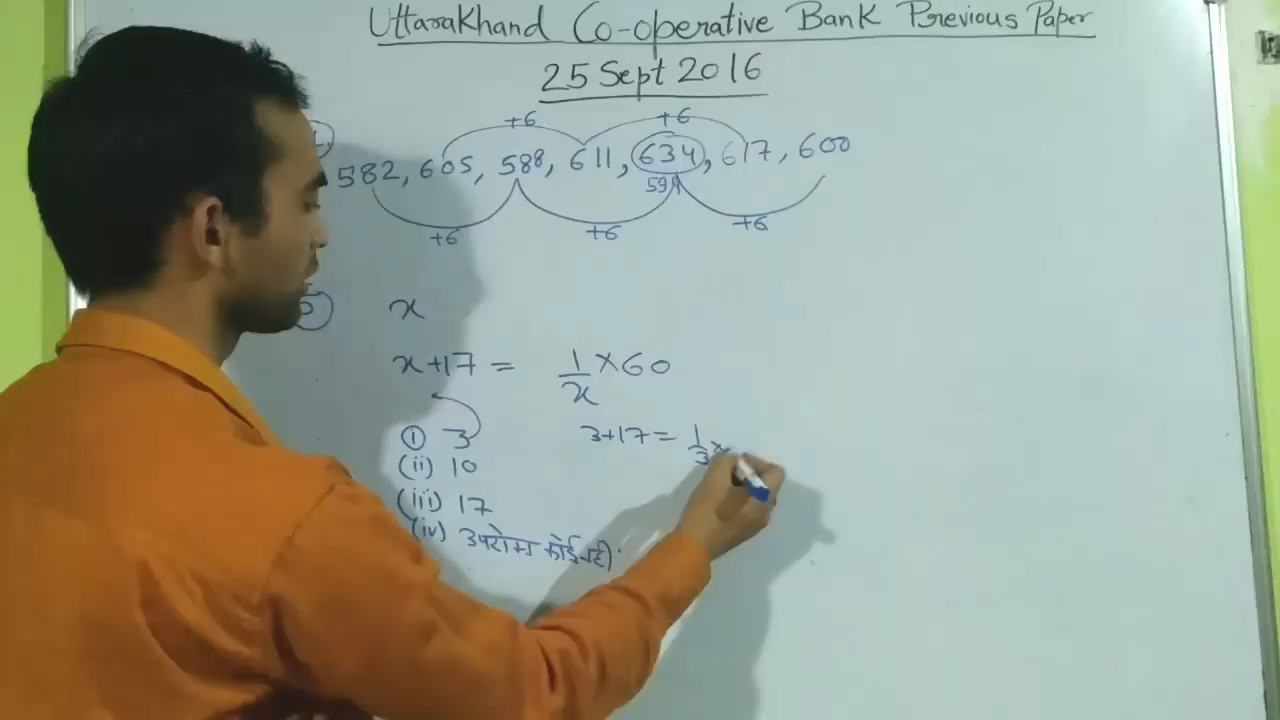 Uttarakhand Co-operative Bank Previous Paper
25 Sept 2016
+6 +6
582, 605, 588, 611, 634, 617, 600
594
+6 +6 +6
x
x+17 = 1/x × 60
① 3 3+17 = 1/3 ×
(ii) 10
(iii) 17
(iv) उपरोक्त कोई नहीं